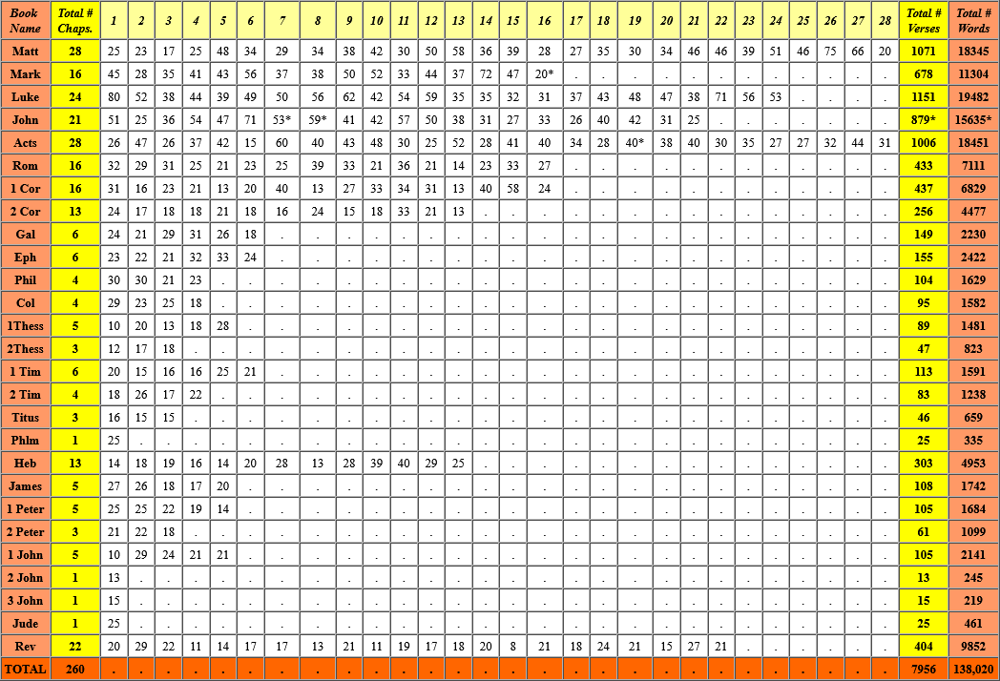 Book Name Total # Chaps. 1 2 3 4 5 6 7 8 9 10 11 12 13 14 15 16 17 18 19 20 21 22 23 24 25 26 27 28 Total # Verses Total # Words
Matt 28 25 23 17 25 48 34 29 34 38 42 30 50 58 36 39 28 27 35 30 34 46 46 39 51 46 75 66 20 1071 18345
Mark 16 45 28 35 41 43 56 37 38 50 52 33 44 37 72 47 20* . . . . . . . . . . . . 678 11304
Luke 24 80 52 38 44 39 49 50 56 62 42 54 59 35 35 32 31 37 43 48 47 38 71 56 53 . . . . 1151 19482
John 21 51 25 36 54 47 71 53* 59* 41 42 57 50 38 31 27 33 26 40 42 31 25 . . . . . . . 879* 15635*
Acts 28 26 47 26 37 42 15 60 40 43 48 30 25 52 28 41 40 34 28 40* 38 40 30 35 27 27 32 44 31 1006 18451
Rom 16 32 29 31 25 21 23 25 39 33 21 36 21 14 23 33 27 . . . . . . . . . . . . 433 7111
1 Cor 16 31 16 23 21 13 20 40 13 27 33 34 31 13 40 58 24 . . . . . . . . . . . . 437 6829
2 Cor 13 24 17 18 18 21 18 16 24 15 18 33 21 13 . . . . . . . . . . . . . . . 256 4477
Gal 6 24 21 29 31 26 18 . . . . . . . . . . . . . . . . . . . . . . 149 2230
Eph 6 23 22 21 32 33 24 . . . . . . . . . . . . . . . . . . . . . . 155 2422
Phil 4 30 30 21 23 . . . . . . . . . . . . . . . . . . . . . . . . 104 1629
Col 4 29 23 25 18 . . . . . . . . . . . . . . . . . . . . . . . . 95 1582
1Thess 5 10 20 13 18 28 . . . . . . . . . . . . . . . . . . . . . . . 89 1481
2Thess 3 12 17 18 . . . . . . . . . . . . . . . . . . . . . . . . . 47 823
1 Tim 6 20 15 16 16 25 21 . . . . . . . . . . . . . . . . . . . . . . 113 1591
2 Tim 4 18 26 17 22 . . . . . . . . . . . . . . . . . . . . . . . . 83 1238
Titus 3 16 15 15 . . . . . . . . . . . . . . . . . . . . . . . . . 46 659
Phlm 1 25 . . . . . . . . . . . . . . . . . . . . . . . . . . . 25 335
Heb 13 14 18 19 16 14 20 28 13 28 39 40 29 25 . . . . . . . . . . . . . . . 303 4953
James 5 27 26 18 17 20 . . . . . . . . . . . . . . . . . . . . . . . 108 1742
1 Peter 5 25 25 22 19 14 . . . . . . . . . . . . . . . . . . . . . . . 105 1684
2 Peter 3 21 22 18 . . . . . . . . . . . . . . . . . . . . . . . . . 61 1099
1 John 5 10 29 24 21 21 . . . . . . . . . . . . . . . . . . . . . . . 105 2141
2 John 1 13 . . . . . . . . . . . . . . . . . . . . . . . . . . . 13 245
3 John 1 15 . . . . . . . . . . . . . . . . . . . . . . . . . . . 15 219
Jude 1 25 . . . . . . . . . . . . . . . . . . . . . . . . . . . 25 461
Rev 22 20 29 22 11 14 17 17 13 21 11 19 17 18 20 8 21 18 24 21 15 27 21 . . . . . . 404 9852
TOTAL 260 . . . . . . . . . . . . . . . . . . . . . . . . . . . . 7956 138,020